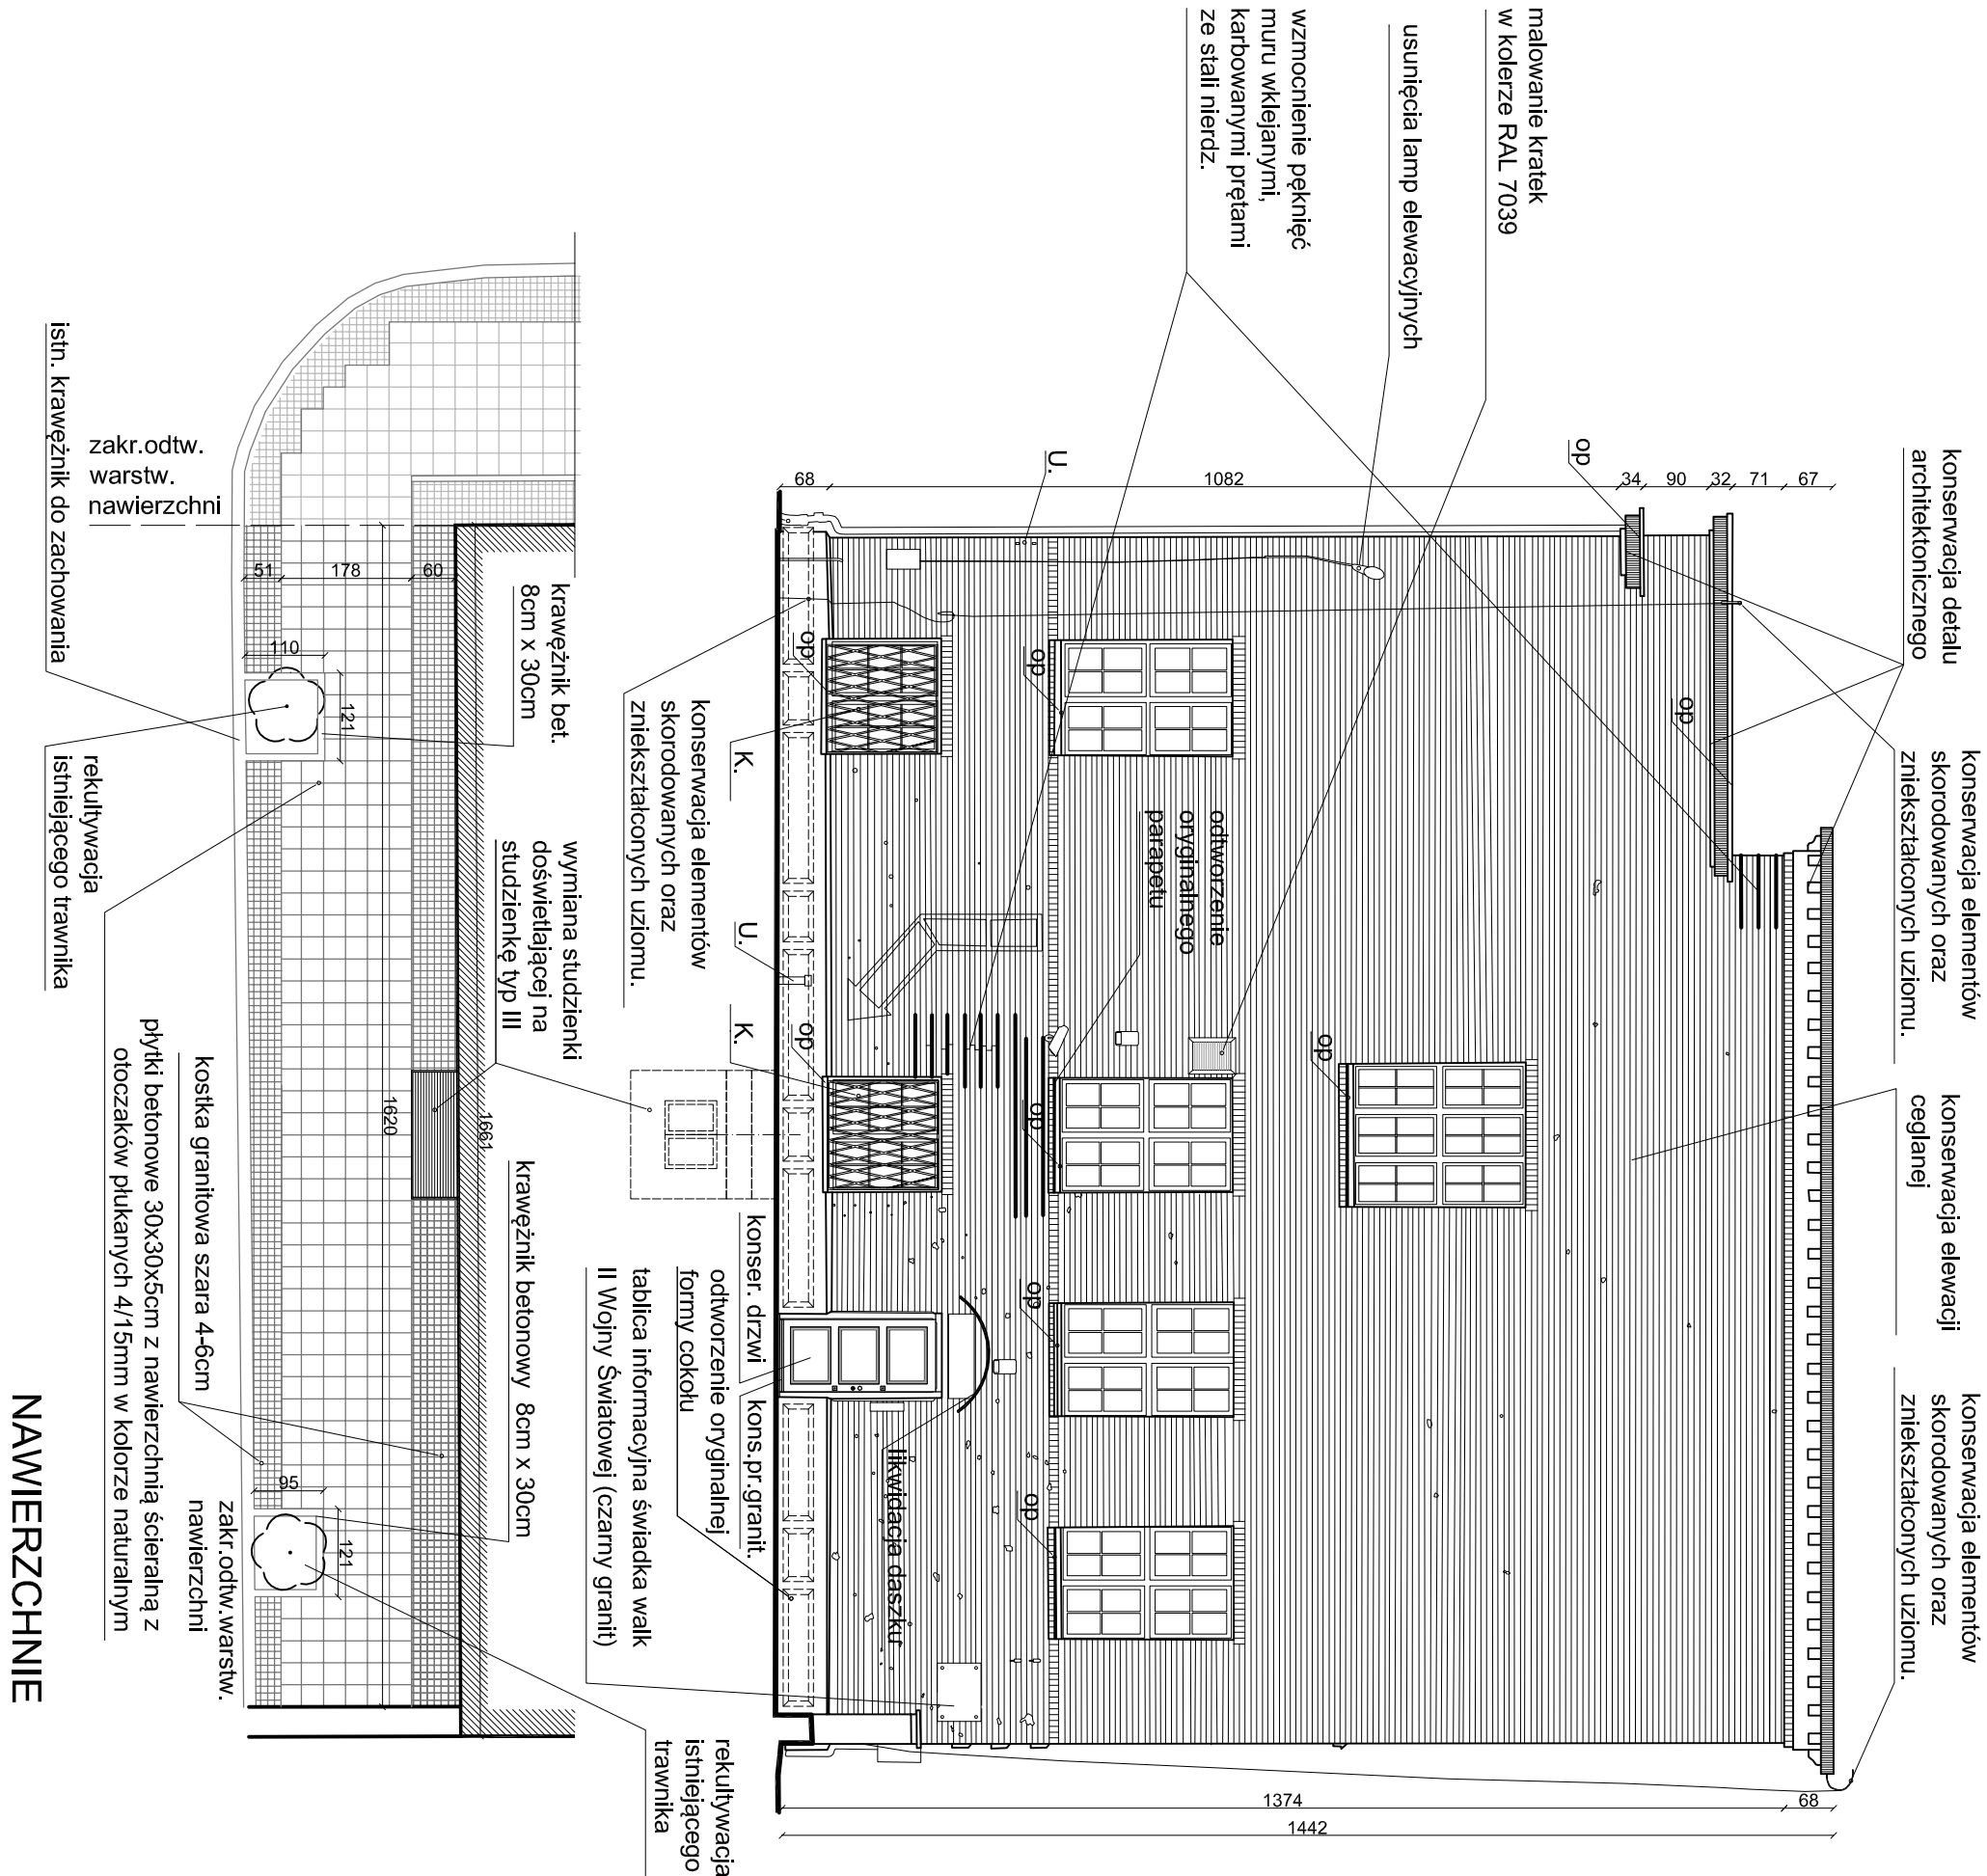 malowanie kratek
w kolerze RAL 7039
usunięcia lamp elewacyjnych
wzmocnienie pęknięć
muru wklejanymi,
karbowanymi prętami
ze stali nierdz.
konserwacja detalu
architektonicznego
konserwacja elementów
skorodowanych oraz
zniekształconych uziomu.
konserwacja elewacji
ceglanej
konserwacja elementów
skorodowanych oraz
zniekształconych uziomu.
op
op
op
op
op
op
op
op
op
68
1082
34
90
32
71
67
U.
odtworzenie
oryginalnego
parapetu
K.
U.
K.
konserwacja elementów
skorodowanych oraz
zniekształconych uziomu.
likwidacja daszku
konser. drzwi
kons.pr.granit.
odtworzenie oryginalnej
formy cokołu
tablica informacyjna świadka walk
II Wojny Światowej (czarny granit)
1374
68
1442
krawężnik bet.
8cm x 30cm
wymiana studzienki
doświetlającej na
studzienkę typ III
krawężnik betonowy 8cm x 30cm
1661
1620
51
178
60
110
121
95
121
zakr.odtw.
warstw.
nawierzchni
istn. krawężnik do zachowania
rekultywacja
istniejącego trawnika
kostka granitowa szara 4-6cm
płytki betonowe 30x30x5cm z nawierzchnią ścieralną z
otoczaków płukanych 4/15mm w kolorze naturalnym
zakr.odtw.warstw.
nawierzchni
rekultywacja
istniejącego
trawnika
NAWIERZCHNIE